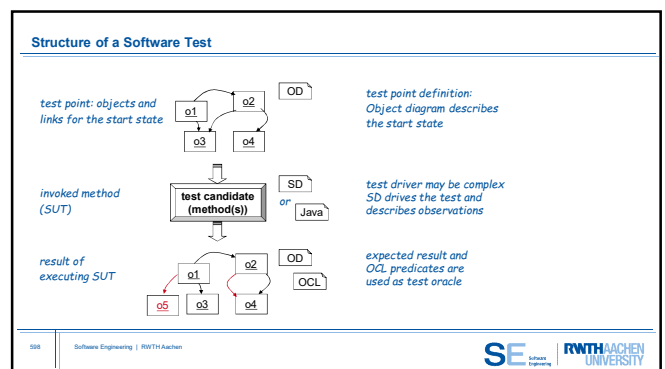 Structure of a Software Test
test point: objects and
links for the start state
o1
o2
o3
o4
OD
test point definition:
Object diagram describes
the start state
invoked method
(SUT)
test candidate
(method(s))
SD
or
Java
test driver may be complex
SD drives the test and
describes observations
result of
executing SUT
o1
o2
o5
o3
o4
OD
OCL
expected result and
OCL predicates are
used as test oracle
598
Software Engineering | RWTH Aachen
SE Software
Engineering
RWTHAACHEN
UNIVERSITY